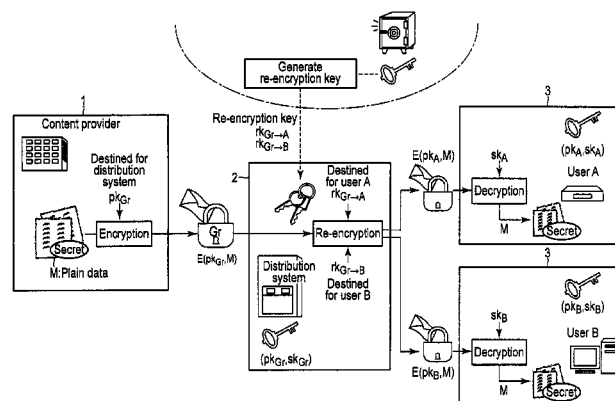 Generate
re-encryption key
1
Content provider
Destined for
distribution
system
pkGr
Encryption
Secret
M:Plain data
Gr
E(pkGr,M)
Re-encryption key
rkGr→A
rkGr→B
2
Destined
for user A
rkGr→A
Re-encryption
rkGr→B
Destined
for user B
Distribution
system
(pkGr,skGr)
E(pkA,M)
E(pkB,M)
3
(pkA,skA)
skA
User A
Decryption
M
Secret
3
(pkB,skB)
skB
User B
Decryption
M
Secret